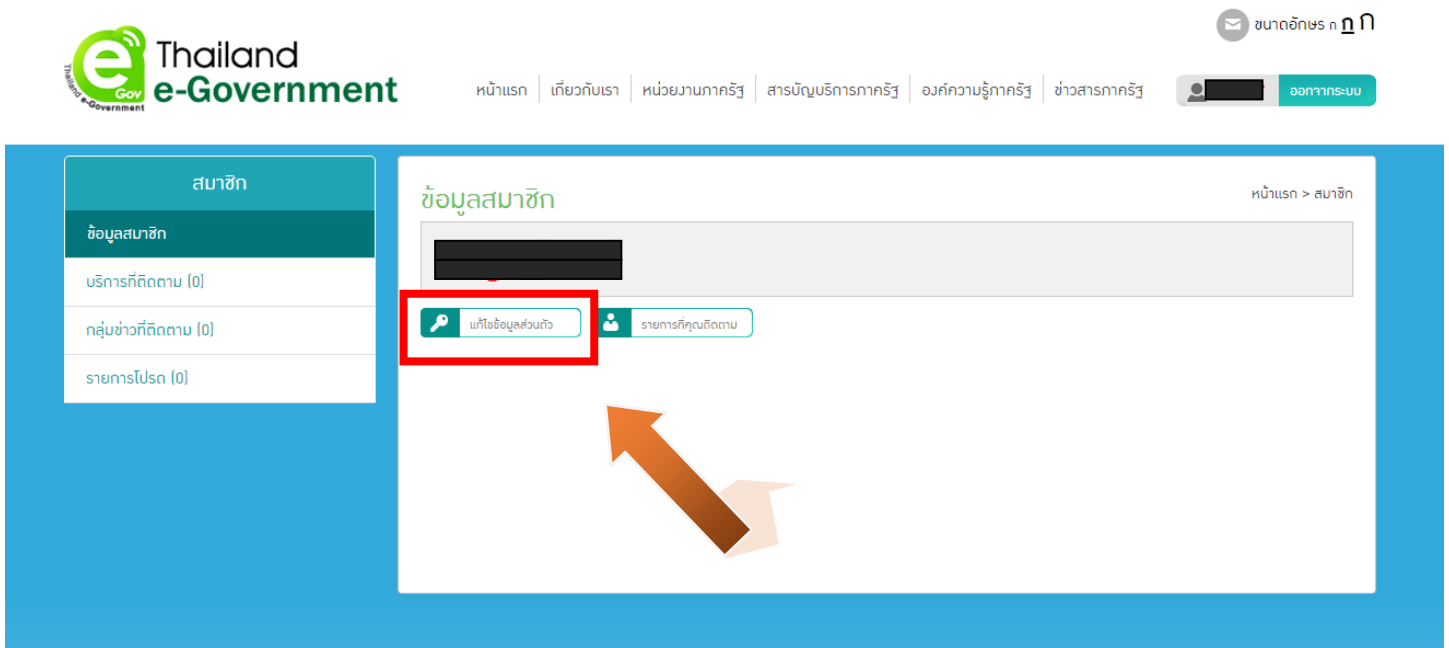 ขนาดอักษร ก ก ก
Thailand
e-Government
Gov
Thailand e-Government
หน้าแรก
เกี่ยวกับเรา
หน่วยงานภาครัฐ
สารบัญบริการภาครัฐ
องค์ความรู้ภาครัฐ
ข่าวสารภาครัฐ
ออกจากระบบ
สมาชิก
ข้อมูลสมาชิก
บริการที่ติดตาม (0)
กลุ่มข่าวที่ติดตาม (0)
รายการโปรด (0)
ข้อมูลสมาชิก
หน้าแรก > สมาชิก
แก้ไขข้อมูลส่วนตัว
รายการที่คุณติดตาม